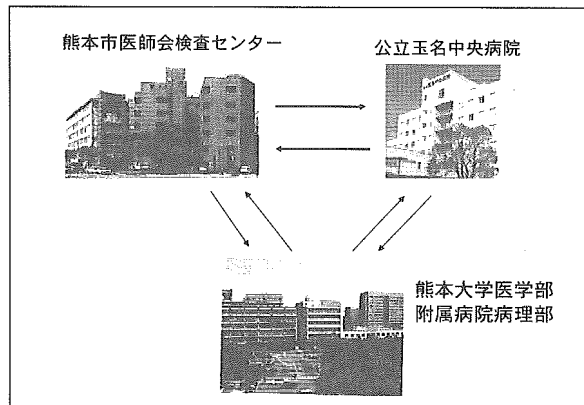 熊本市医師会検査センター
公立玉名中央病院
熊本大学医学部
附属病院病理部